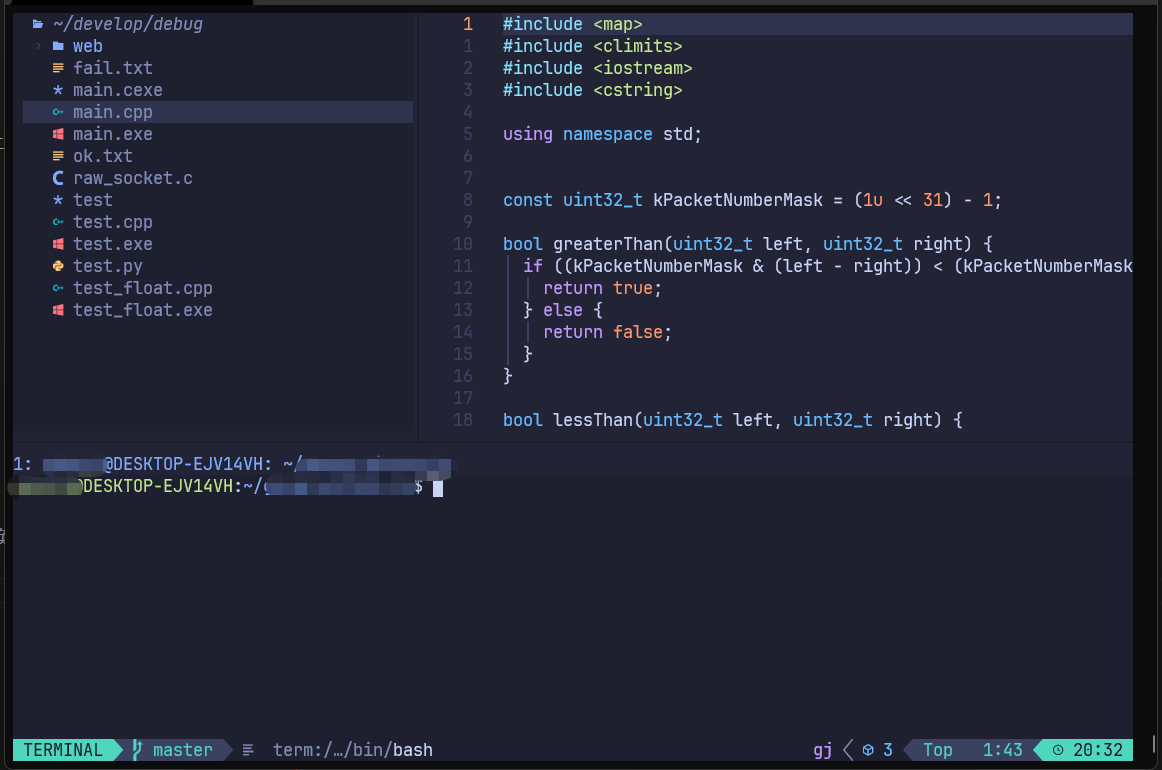 ~/develop/debug
web
fail.txt
main.cexe
main.cpp
main.exe
ok.txt
raw_socket.c
test
test.cpp
test.exe
test.py
test_float.cpp
test_float.exe
1 #include <map>
1 #include <climits>
2 #include <iostream>
3 #include <cstring>
4
5 using namespace std;
6
7
8 const uint32_t kPacketNumberMask = (1u << 31) - 1;
9
10 bool greaterThan(uint32_t left, uint32_t right) {
11 if ((kPacketNumberMask & (left - right)) < (kPacketNumberMask
12 return true;
13 } else {
14 return false;
15 }
16 }
17
18 bool lessThan(uint32_t left, uint32_t right) {
1: @DESKTOP-EJV14VH: ~/
@DESKTOP-EJV14VH:~/ $
TERMINAL master term:/…/bin/bash gj 3 Top 1:43 20:32